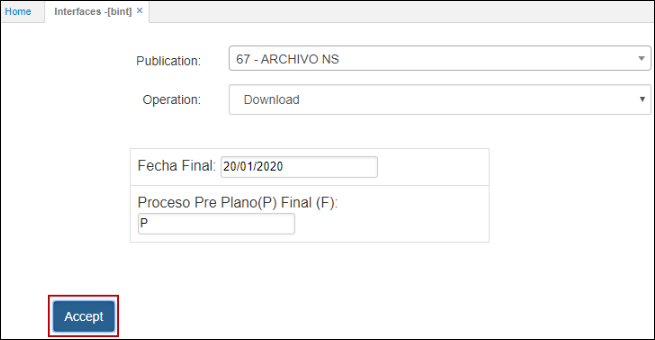 Home Interfaces -[bint] ×
Publication: 67 - ARCHIVO NS
Operation: Download
Fecha Final: 20/01/2020
Proceso Pre Plano(P) Final (F):
P
Accept